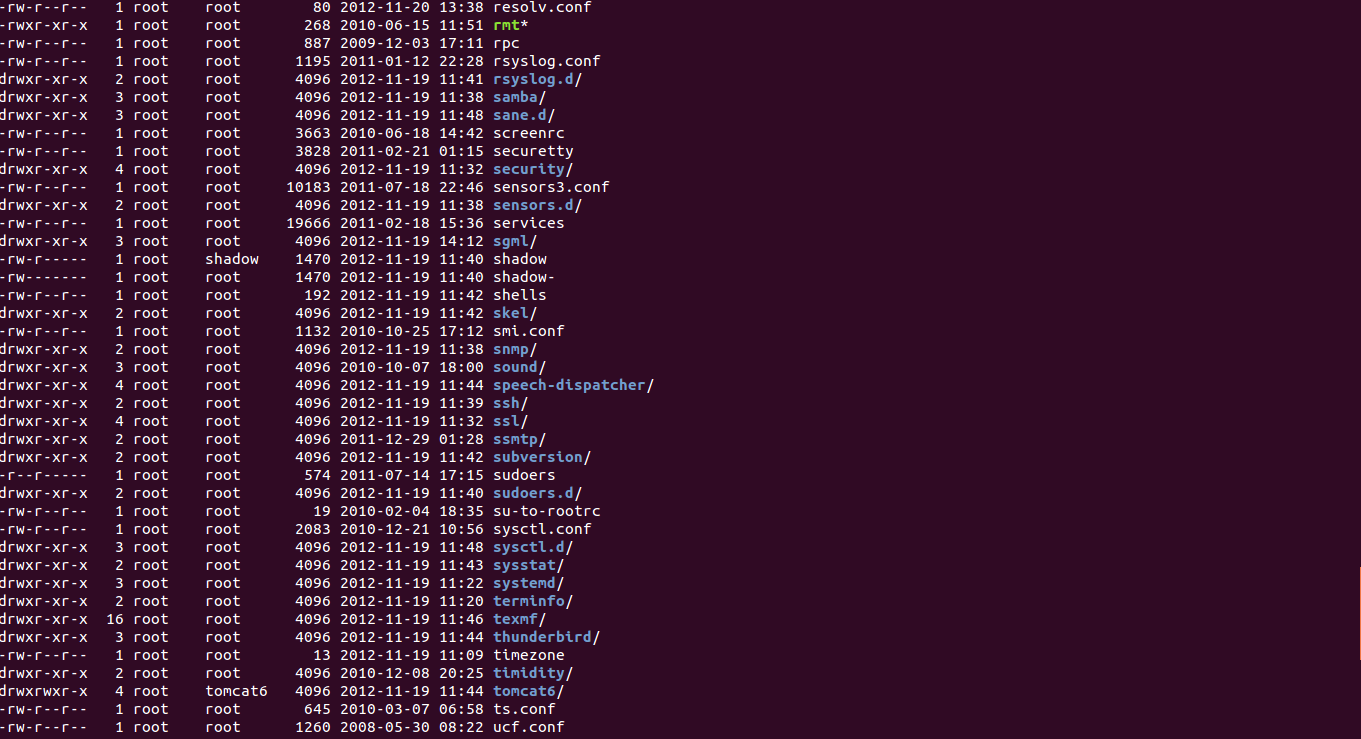 -rw-r--r--   1 root    root        80 2012-11-20 13:38 resolv.conf
-rwxr-xr-x   1 root    root       268 2010-06-15 11:51 rmt*
-rw-r--r--   1 root    root       887 2009-12-03 17:11 rpc
-rw-r--r--   1 root    root      1195 2011-01-12 22:28 rsyslog.conf
drwxr-xr-x   2 root    root      4096 2012-11-19 11:41 rsyslog.d/
drwxr-xr-x   3 root    root      4096 2012-11-19 11:38 samba/
drwxr-xr-x   3 root    root      4096 2012-11-19 11:48 sane.d/
-rw-r--r--   1 root    root      3663 2010-06-18 14:42 screenrc
-rw-r--r--   1 root    root      3828 2011-02-21 01:15 securetty
drwxr-xr-x   4 root    root      4096 2012-11-19 11:32 security/
-rw-r--r--   1 root    root     10183 2011-07-18 22:46 sensors3.conf
drwxr-xr-x   2 root    root      4096 2012-11-19 11:38 sensors.d/
-rw-r--r--   1 root    root     19666 2011-02-18 15:36 services
drwxr-xr-x   3 root    root      4096 2012-11-19 14:12 sgml/
-rw-r-----   1 root    shadow    1470 2012-11-19 11:40 shadow
-rw-------   1 root    root      1470 2012-11-19 11:40 shadow-
-rw-r--r--   1 root    root       192 2012-11-19 11:42 shells
drwxr-xr-x   2 root    root      4096 2012-11-19 11:42 skel/
-rw-r--r--   1 root    root      1132 2010-10-25 17:12 smi.conf
drwxr-xr-x   2 root    root      4096 2012-11-19 11:38 snmp/
drwxr-xr-x   3 root    root      4096 2010-10-07 18:00 sound/
drwxr-xr-x   4 root    root      4096 2012-11-19 11:44 speech-dispatcher/
drwxr-xr-x   2 root    root      4096 2012-11-19 11:39 ssh/
drwxr-xr-x   4 root    root      4096 2012-11-19 11:32 ssl/
drwxr-xr-x   2 root    root      4096 2011-12-29 01:28 ssmtp/
drwxr-xr-x   2 root    root      4096 2012-11-19 11:42 subversion/
-r--r-----   1 root    root       574 2011-07-14 17:15 sudoers
drwxr-xr-x   2 root    root      4096 2012-11-19 11:40 sudoers.d/
-rw-r--r--   1 root    root        19 2010-02-04 18:35 su-to-rootrc
-rw-r--r--   1 root    root      2083 2010-12-21 10:56 sysctl.conf
drwxr-xr-x   3 root    root      4096 2012-11-19 11:48 sysctl.d/
drwxr-xr-x   2 root    root      4096 2012-11-19 11:43 sysstat/
drwxr-xr-x   3 root    root      4096 2012-11-19 11:22 systemd/
drwxr-xr-x   2 root    root      4096 2012-11-19 11:20 terminfo/
drwxr-xr-x  16 root    root      4096 2012-11-19 11:46 texmf/
drwxr-xr-x   3 root    root      4096 2012-11-19 11:44 thunderbird/
-rw-r--r--   1 root    root        13 2012-11-19 11:09 timezone
drwxr-xr-x   2 root    root      4096 2010-12-08 20:25 timidity/
drwxrwxr-x   4 root    tomcat6   4096 2012-11-19 11:44 tomcat6/
-rw-r--r--   1 root    root       645 2010-03-07 06:58 ts.conf
-rw-r--r--   1 root    root      1260 2008-05-30 08:22 ucf.conf